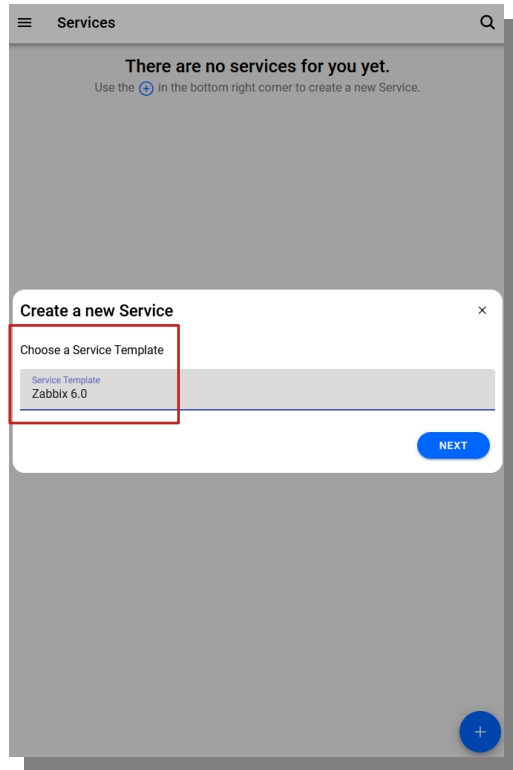 Services
There are no services for you yet.
Use the + in the bottom right corner to create a new Service.
Create a new Service
×
Choose a Service Template
Service Template
Zabbix 6.0
NEXT
+